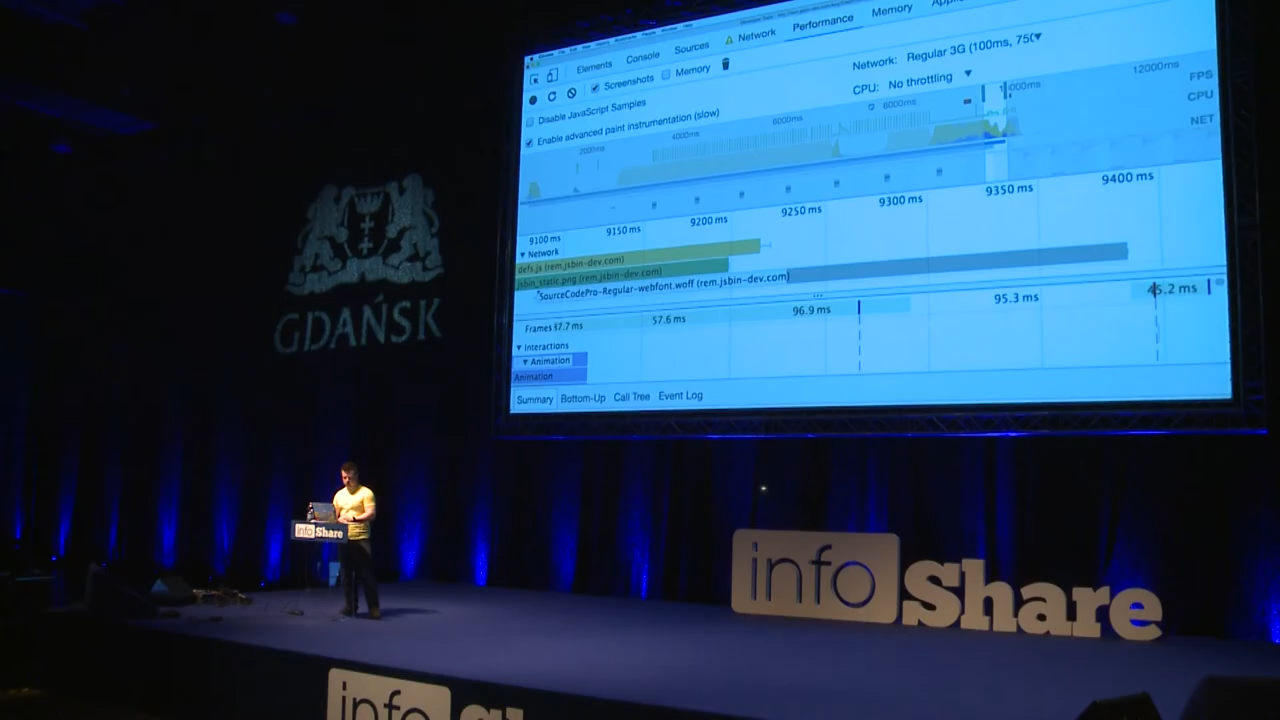 Elements Console Sources Network Performance Memory
Screenshots Memory
Network: Regular 3G (100ms, 750
Disable JavaScript Samples
CPU: No throttling
Enable advanced paint instrumentation (slow)
2000ms 4000ms 6000ms 12000ms
FPS
CPU
NET
9100 ms 9150 ms 9200 ms 9250 ms 9300 ms 9350 ms 9400 ms
Network
defs.js (rem.jsbin-dev.com)
jsbin_static.png (rem.jsbin-dev.com)
SourceCodePro-Regular-webfont.woff (rem.jsbin-dev.com)
Frames 57.6 ms 96.9 ms 95.3 ms 45.2 ms
Interactions
Animation
Animation
Summary Bottom-Up Call Tree Event Log
GDAŃSK
info Share
info Share
info